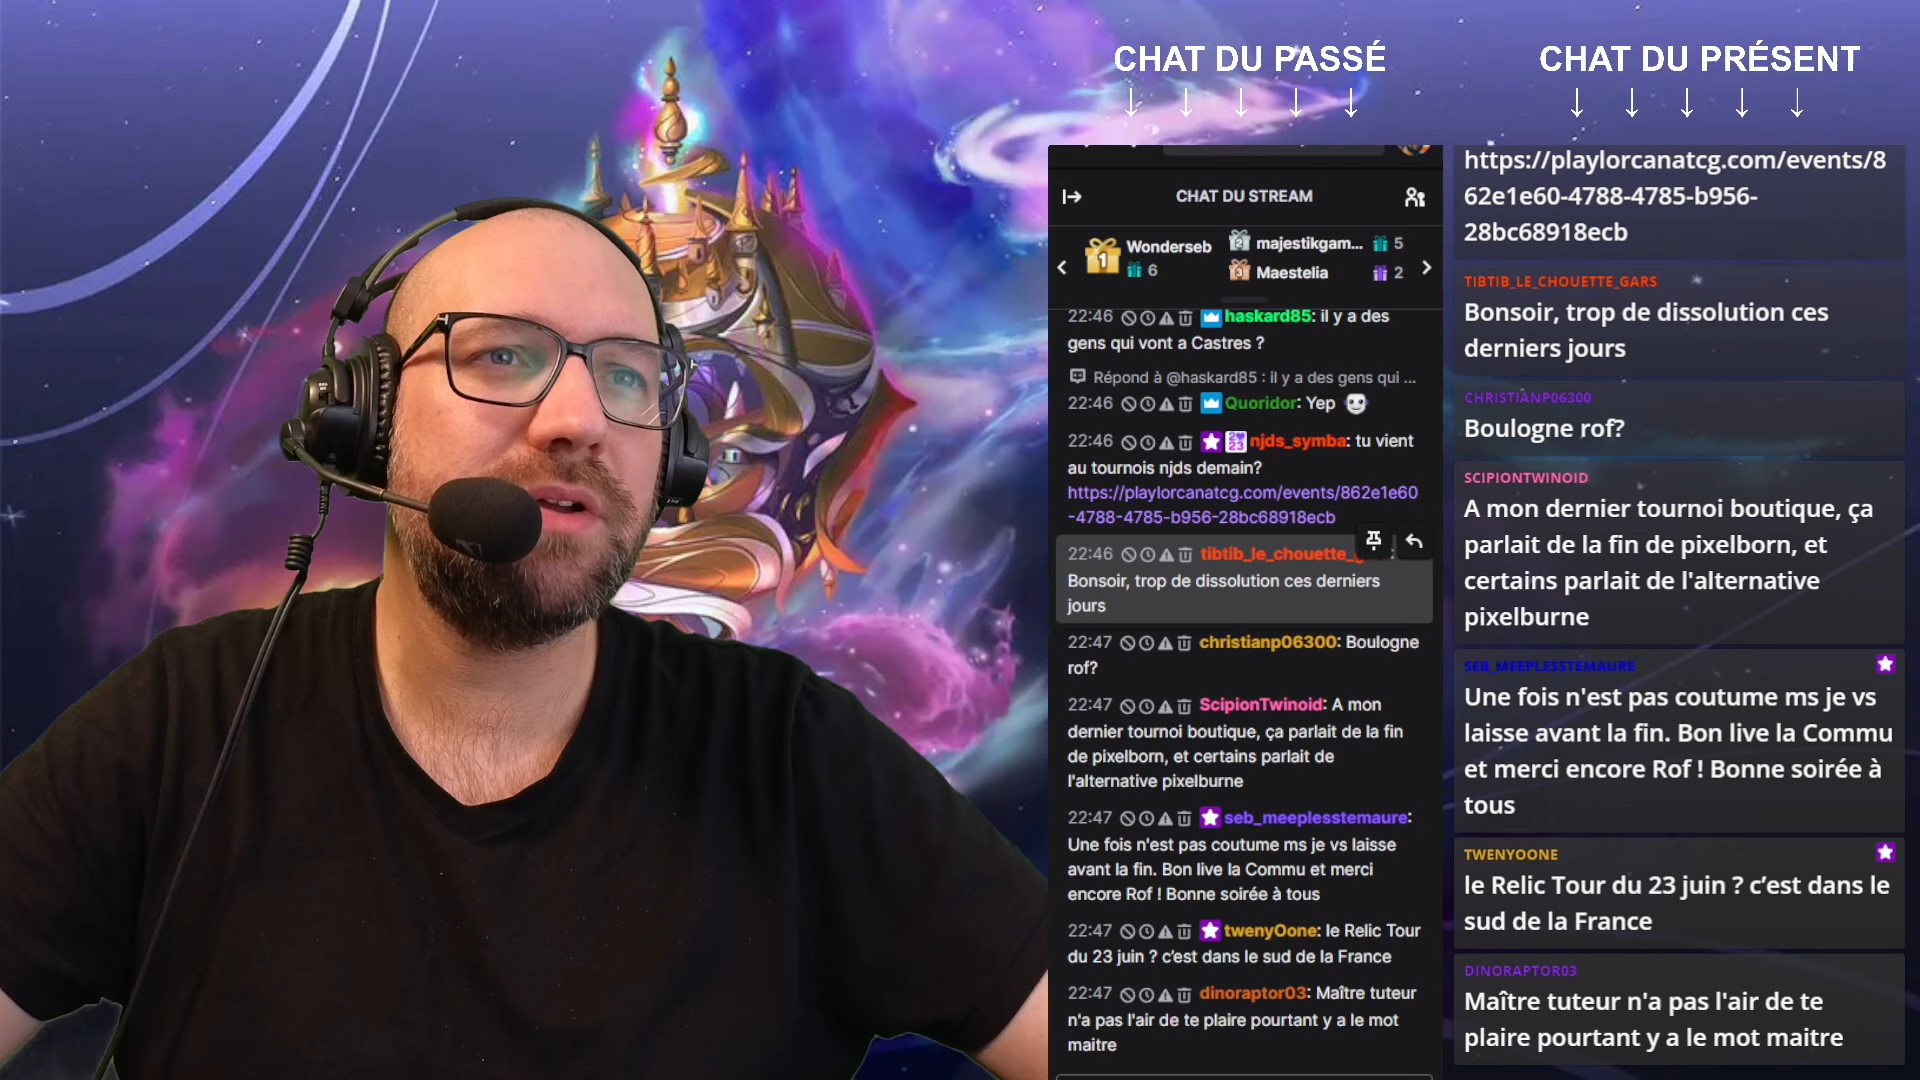 CHAT DU PASSÉ
↓ ↓ ↓ ↓ ↓
CHAT DU STREAM
1 Wonderseb
6
2 majestikgam... 5
3 Maestelia 2
22:46 haskard85: il y a des
gens qui vont a Castres ?
Répond à @haskard85 : il y a des gens qui ...
22:46 Quoridor: Yep
22:46 njds_symba: tu vient
au tournois njds demain?
https://playlorcanatcg.com/events/862e1e60
-4788-4785-b956-28bc68918ecb
22:46 tibtib_le_chouette_g :
Bonsoir, trop de dissolution ces derniers
jours
22:47 christianp06300: Boulogne
rof?
22:47 ScipionTwinoid: A mon
dernier tournoi boutique, ça parlait de la fin
de pixelborn, et certains parlait de
l'alternative pixelburne
22:47 seb_meeplesstemaure:
Une fois n'est pas coutume ms je vs laisse
avant la fin. Bon live la Commu et merci
encore Rof ! Bonne soirée à tous
22:47 twenyOone: le Relic Tour
du 23 juin ? c'est dans le sud de la France
22:47 dinoraptor03: Maître tuteur
n'a pas l'air de te plaire pourtant y a le mot
maitre
CHAT DU PRÉSENT
↓ ↓ ↓ ↓ ↓
https://playlorcanatcg.com/events/8
62e1e60-4788-4785-b956-
28bc68918ecb
TIBTIB_LE_CHOUETTE_GARS
Bonsoir, trop de dissolution ces
derniers jours
CHRISTIANP06300
Boulogne rof?
SCIPIONTWINOID
A mon dernier tournoi boutique, ça
parlait de la fin de pixelborn, et
certains parlait de l'alternative
pixelburne
SEB_MEEPLESSTEMAURE
Une fois n'est pas coutume ms je vs
laisse avant la fin. Bon live la Commu
et merci encore Rof ! Bonne soirée à
tous
TWENYOONE
le Relic Tour du 23 juin ? c’est dans le
sud de la France
DINORAPTOR03
Maître tuteur n'a pas l'air de te
plaire pourtant y a le mot maitre